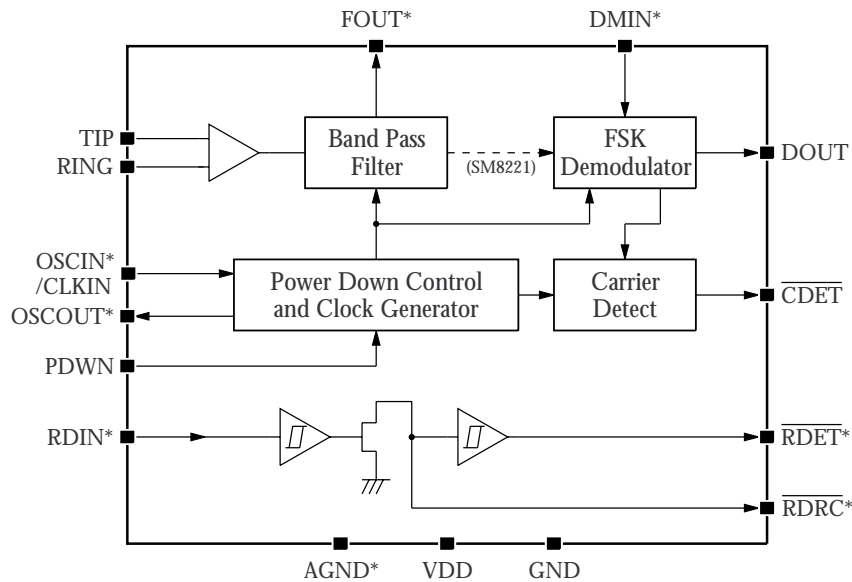 FOUT*
DMIN*
TIP
RING
Band Pass
Filter
(SM8221)
FSK
Demodulator
DOUT
OSCIN*
/CLKIN
OSCOUT*
Power Down Control
and Clock Generator
Carrier
Detect
CDET
PDWN
RDIN*
RDET*
RDRC*
AGND*
VDD
GND